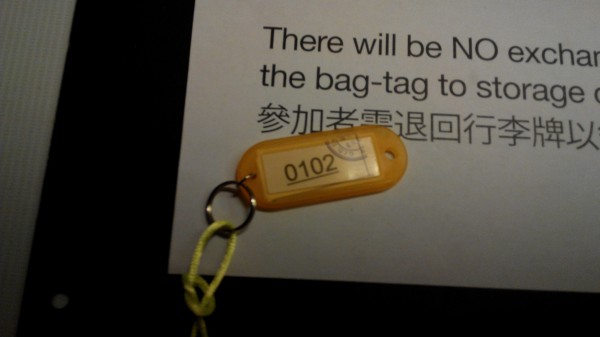 There will be NO
the bag-tag to storage
參加者需退回行李牌以
0102